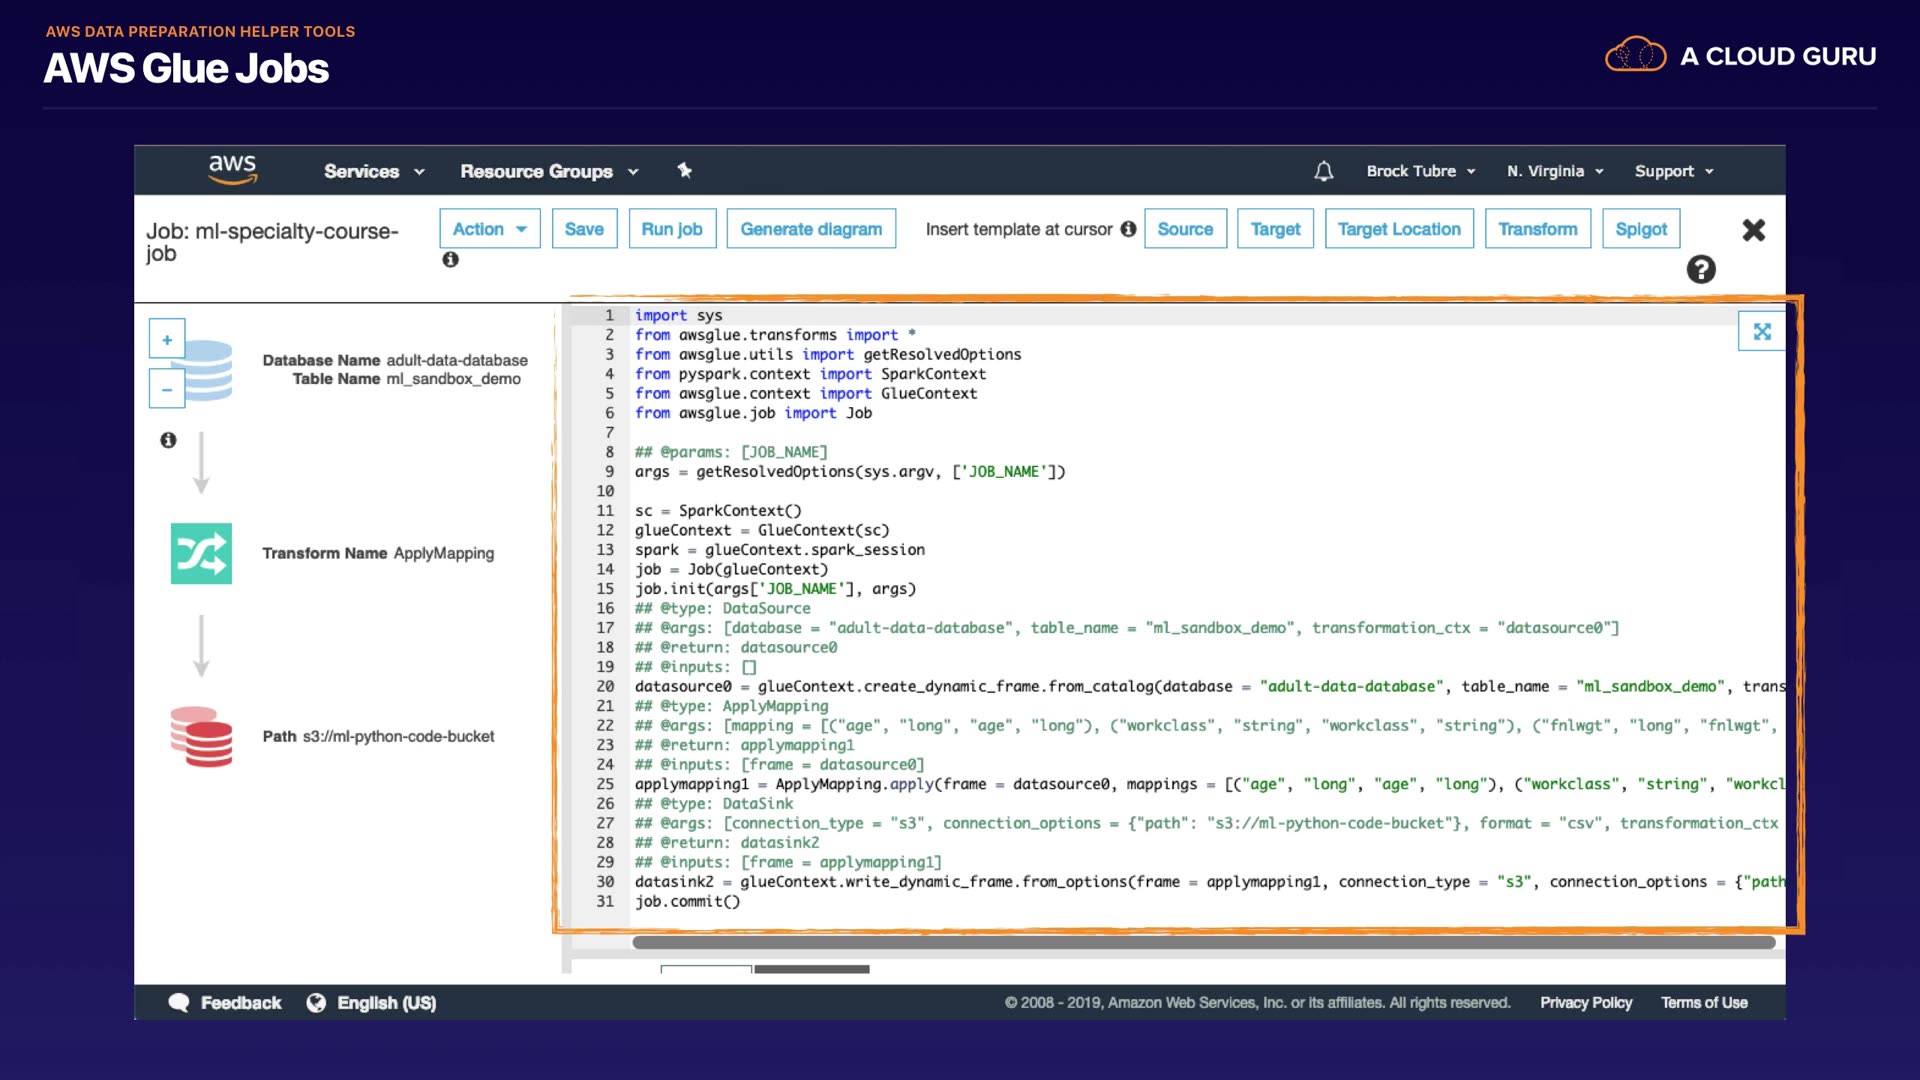 AWS DATA PREPARATION HELPER TOOLS
AWS Glue Jobs
A CLOUD GURU
aws
Services
Resource Groups
Brock Tubre
N. Virginia
Support
Job: ml-specialty-course-
job
Action
Save
Run job
Generate diagram
Insert template at cursor
Source
Target
Target Location
Transform
Spigot
Database Name adult-data-database
Table Name ml_sandbox_demo
Transform Name ApplyMapping
Path s3://ml-python-code-bucket
1 import sys
2 from awsglue.transforms import *
3 from awsglue.utils import getResolvedOptions
4 from pyspark.context import SparkContext
5 from awsglue.context import GlueContext
6 from awsglue.job import Job
7
8 ## @params: [JOB_NAME]
9 args = getResolvedOptions(sys.argv, ['JOB_NAME'])
10
11 sc = SparkContext()
12 glueContext = GlueContext(sc)
13 spark = glueContext.spark_session
14 job = Job(glueContext)
15 job.init(args['JOB_NAME'], args)
16 ## @type: DataSource
17 ## @args: [database = "adult-data-database", table_name = "ml_sandbox_demo", transformation_ctx = "datasource0"]
18 ## @return: datasource0
19 ## @inputs: []
20 datasource0 = glueContext.create_dynamic_frame.from_catalog(database = "adult-data-database", table_name = "ml_sandbox_demo", trans
21 ## @type: ApplyMapping
22 ## @args: [mapping = [("age", "long", "age", "long"), ("workclass", "string", "workclass", "string"), ("fnlwgt", "long", "fnlwgt",
23 ## @return: applymapping1
24 ## @inputs: [frame = datasource0]
25 applymapping1 = ApplyMapping.apply(frame = datasource0, mappings = [("age", "long", "age", "long"), ("workclass", "string", "workcl
26 ## @type: DataSink
27 ## @args: [connection_type = "s3", connection_options = {"path": "s3://ml-python-code-bucket"}, format = "csv", transformation_ctx
28 ## @return: datasink2
29 ## @inputs: [frame = applymapping1]
30 datasink2 = glueContext.write_dynamic_frame.from_options(frame = applymapping1, connection_type = "s3", connection_options = {"path
31 job.commit()
Feedback
English (US)
© 2008 - 2019, Amazon Web Services, Inc. or its affiliates. All rights reserved.
Privacy Policy
Terms of Use